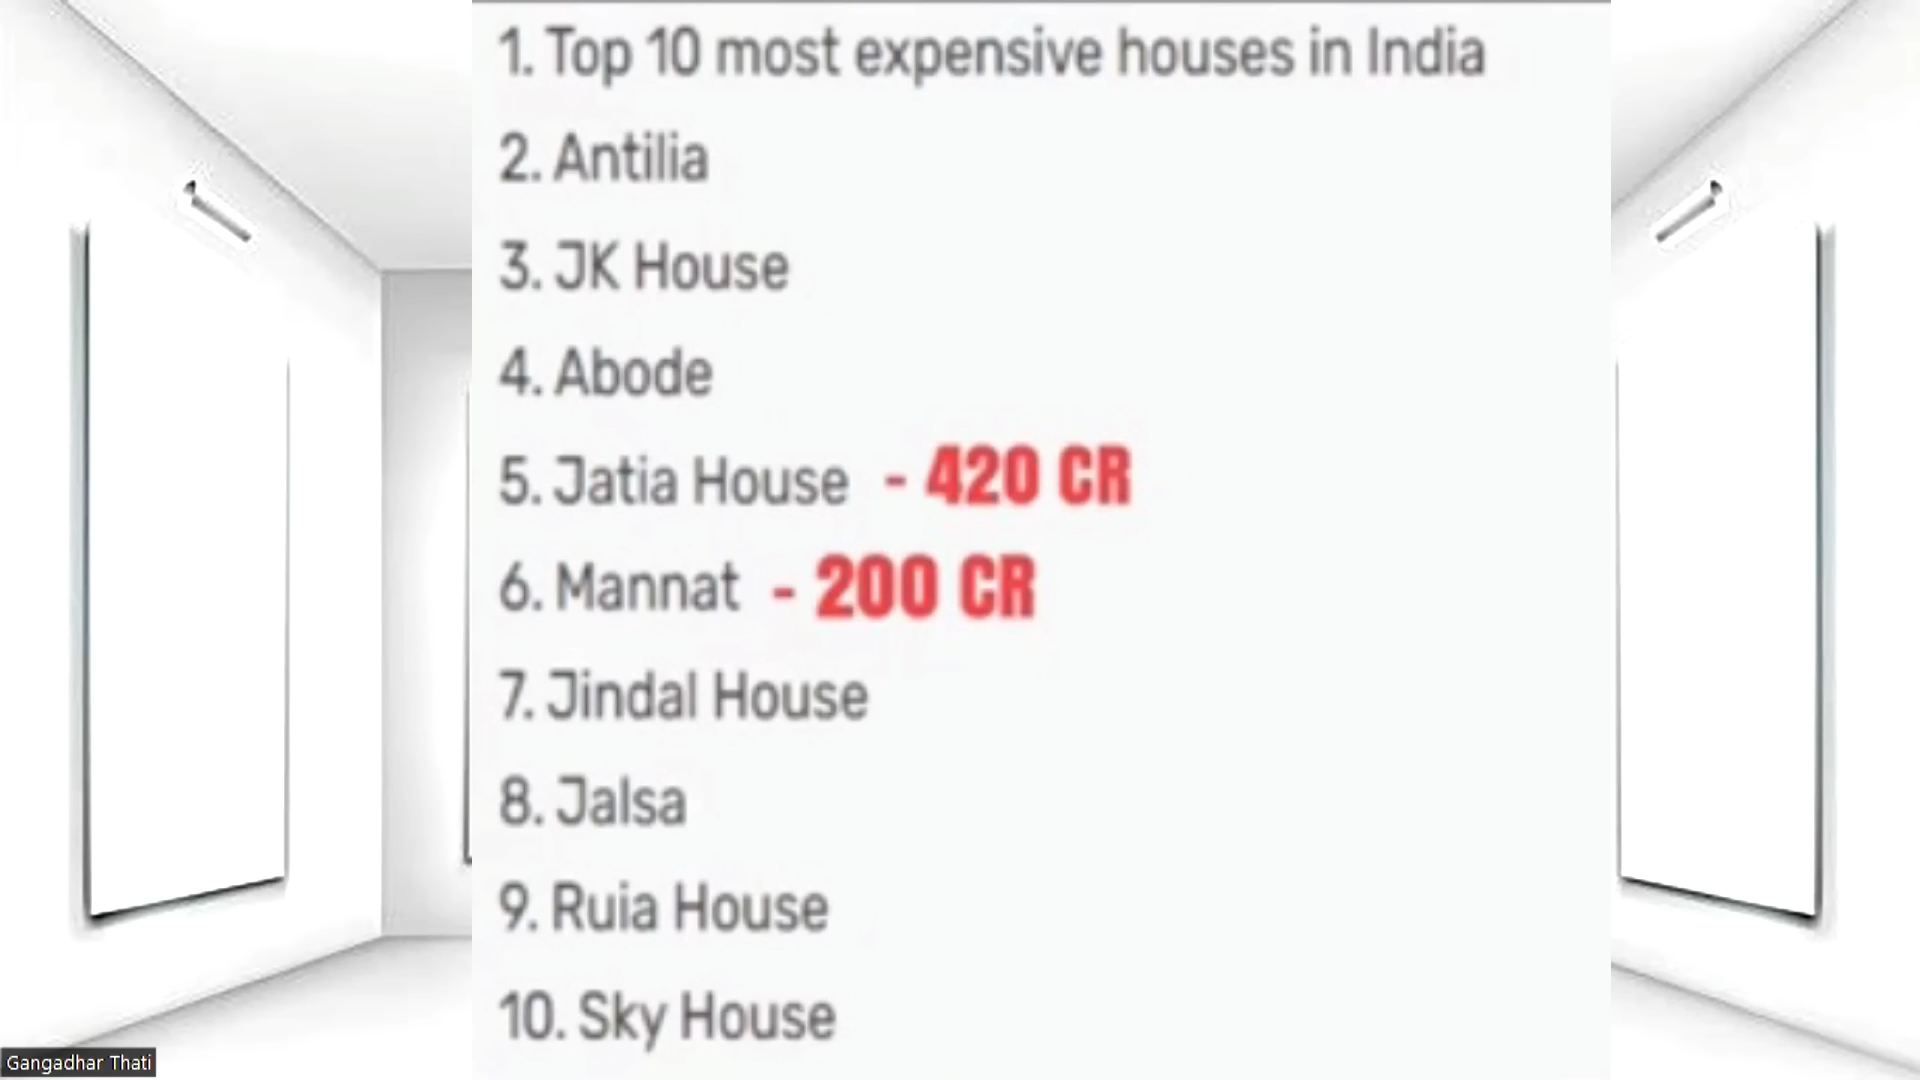 1. Top 10 most expensive houses in India
2. Antilia
3. JK House
4. Abode
5. Jatia House - 420 CR
6. Mannat - 200 CR
7. Jindal House
8. Jalsa
9. Ruia House
10. Sky House
Gangadhar Thati